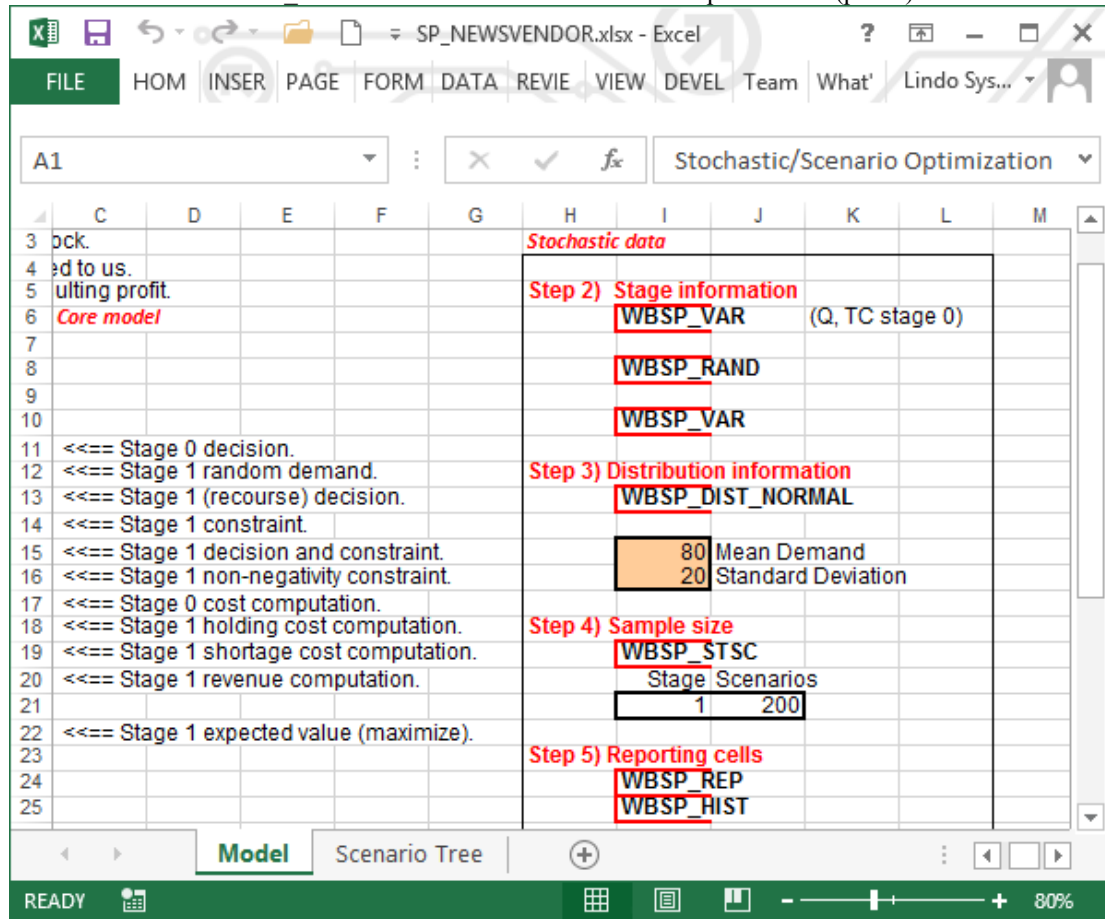 SP_NEWSVENDOR.xlsx - Excel ?
FILE HOM INSER PAGE FORM DATA REVIE VIEW DEVEL Team What' Lindo Sys...
A1 fx Stochastic/Scenario Optimization
C D E F G H I J K L M
3 ock. Stochastic data
4 ed to us.
5 ulting profit. Step 2) Stage information
6 Core model WBSP_VAR (Q, TC stage 0)
7
8 WBSP_RAND
9
10 WBSP_VAR
11 <<== Stage 0 decision.
12 <<== Stage 1 random demand. Step 3) Distribution information
13 <<== Stage 1 (recourse) decision. WBSP_DIST_NORMAL
14 <<== Stage 1 constraint.
15 <<== Stage 1 decision and constraint. 80 Mean Demand
16 <<== Stage 1 non-negativity constraint. 20 Standard Deviation
17 <<== Stage 0 cost computation.
18 <<== Stage 1 holding cost computation. Step 4) Sample size
19 <<== Stage 1 shortage cost computation. WBSP_STSC
20 <<== Stage 1 revenue computation. Stage Scenarios
21 1 200
22 <<== Stage 1 expected value (maximize).
23 Step 5) Reporting cells
24 WBSP_REP
25 WBSP_HIST
Model Scenario Tree
READY 80%